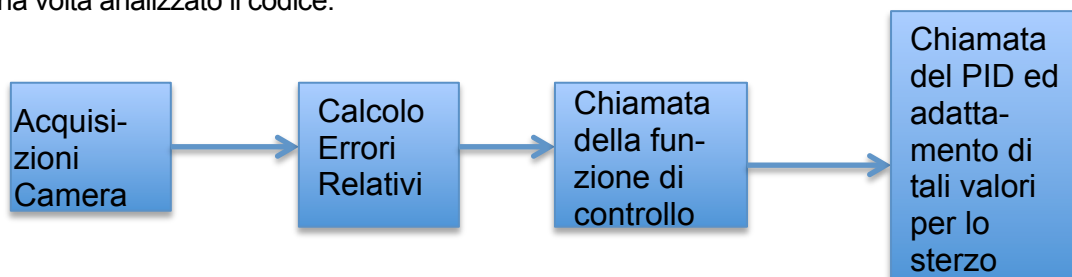 volta analizzato il codice.
Acquisi-
zioni
Camera
Calcolo
Errori
Relativi
Chiamata
della fun-
zione di
controllo
Chiamata
del PID ed
adatta-
mento di
tali valori
per lo
sterzo